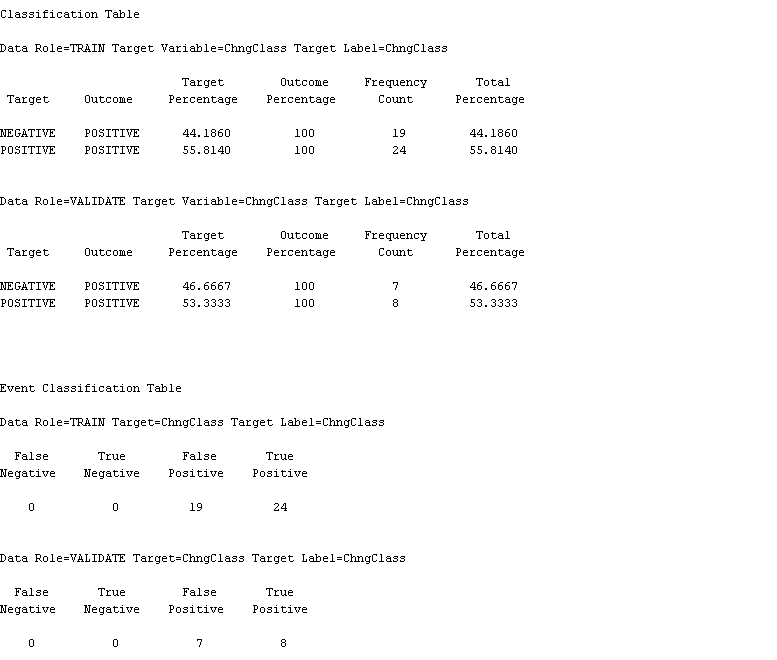 Classification Table
Data Role=TRAIN Target Variable=ChngClass Target Label=ChngClass
Target Outcome Frequency Total
Target Outcome Percentage Percentage Count Percentage
NEGATIVE POSITIVE 44.1860 100 19 44.1860
POSITIVE POSITIVE 55.8140 100 24 55.8140
Data Role=VALIDATE Target Variable=ChngClass Target Label=ChngClass
Target Outcome Frequency Total
Target Outcome Percentage Percentage Count Percentage
NEGATIVE POSITIVE 46.6667 100 7 46.6667
POSITIVE POSITIVE 53.3333 100 8 53.3333
Event Classification Table
Data Role=TRAIN Target=ChngClass Target Label=ChngClass
False True False True
Negative Negative Positive Positive
0 0 19 24
Data Role=VALIDATE Target=ChngClass Target Label=ChngClass
False True False True
Negative Negative Positive Positive
0 0 7 8